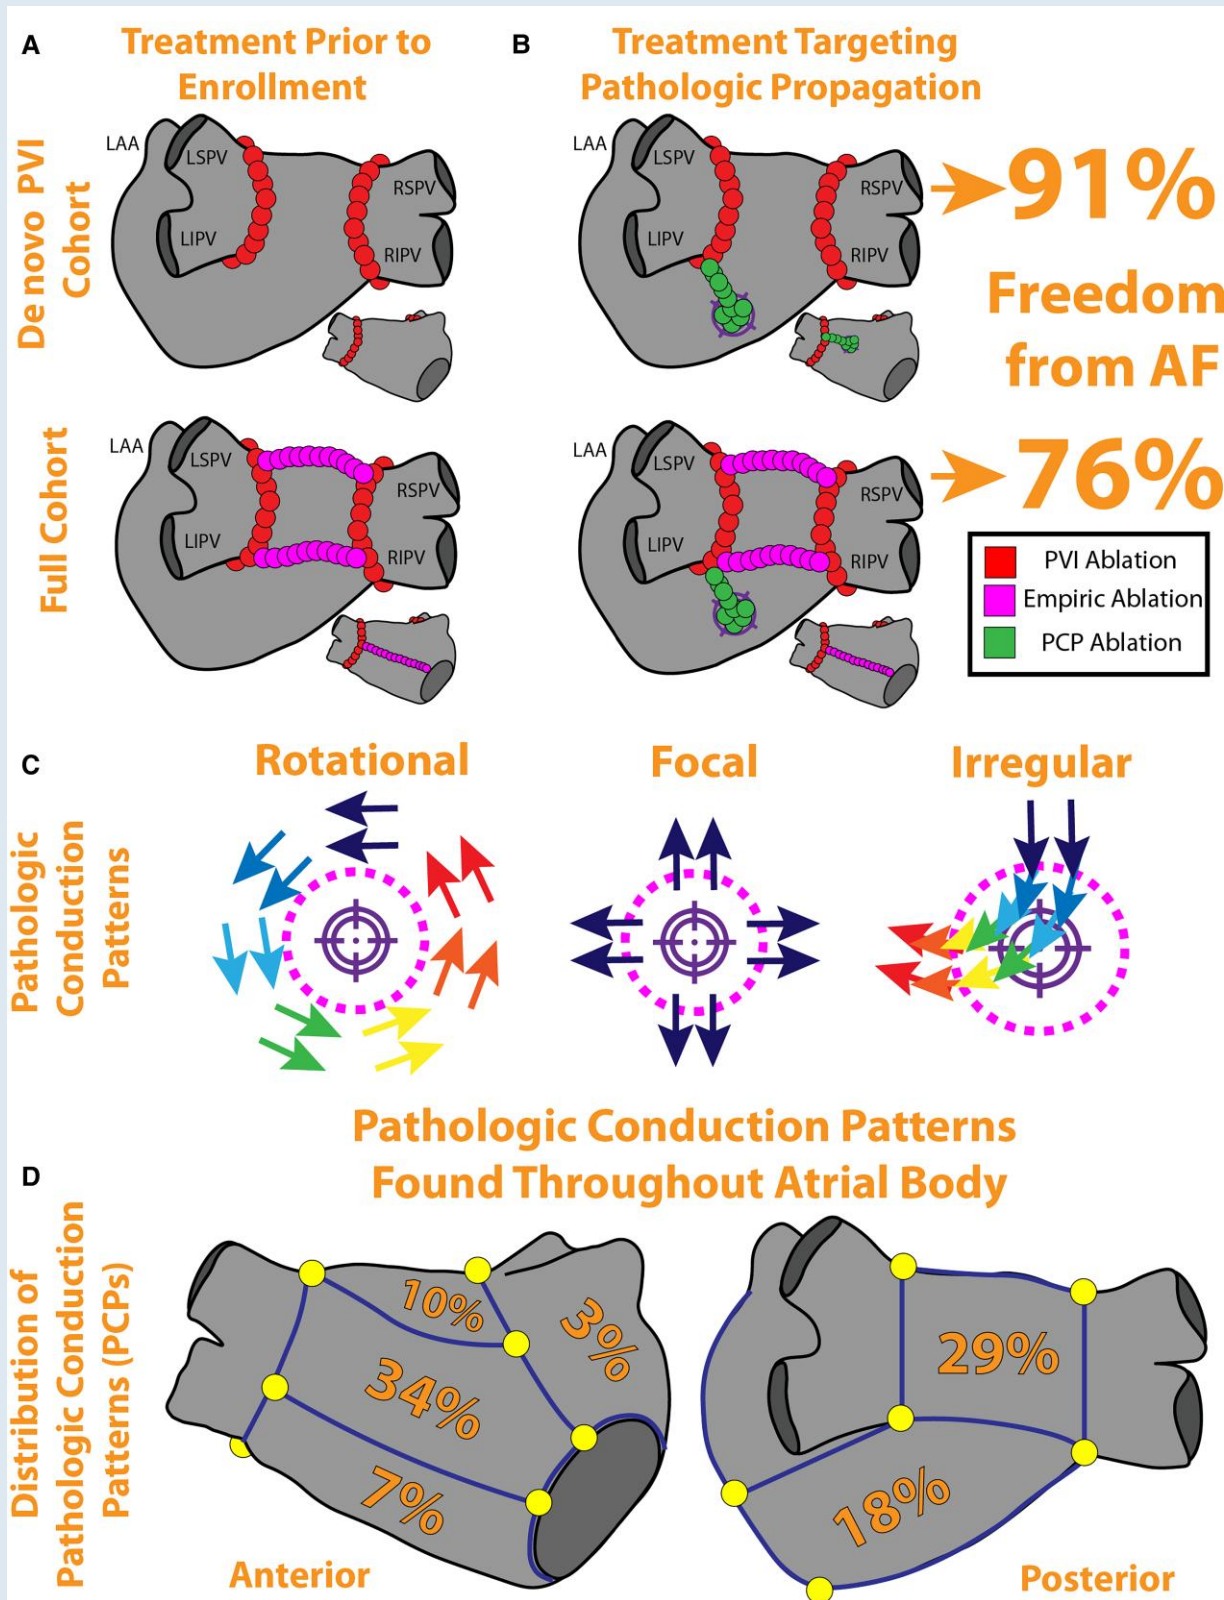 A
Treatment Prior to
Enrollment
B
Treatment Targeting
Pathologic Propagation
De novo PVI
Cohort
LAA
LSPV
LIPV
RSPV
RIPV
LAA
LSPV
LIPV
RSPV
RIPV
91%
Freedom
from AF
Full Cohort
LAA
LSPV
LIPV
RSPV
RIPV
LAA
LSPV
LIPV
RSPV
RIPV
76%
PVI Ablation
Empiric Ablation
PCP Ablation
C
Pathologic
Conduction
Patterns
Rotational
Focal
Irregular
Pathologic Conduction Patterns
Found Throughout Atrial Body
D
Distribution of
Pathologic Conduction
Patterns (PCPs)
10%
3%
34%
7%
Anterior
29%
18%
Posterior